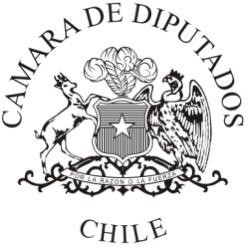 CAMARA DE DIPUTADOS
POR LA RAZON O LA FUERZA
CHILE